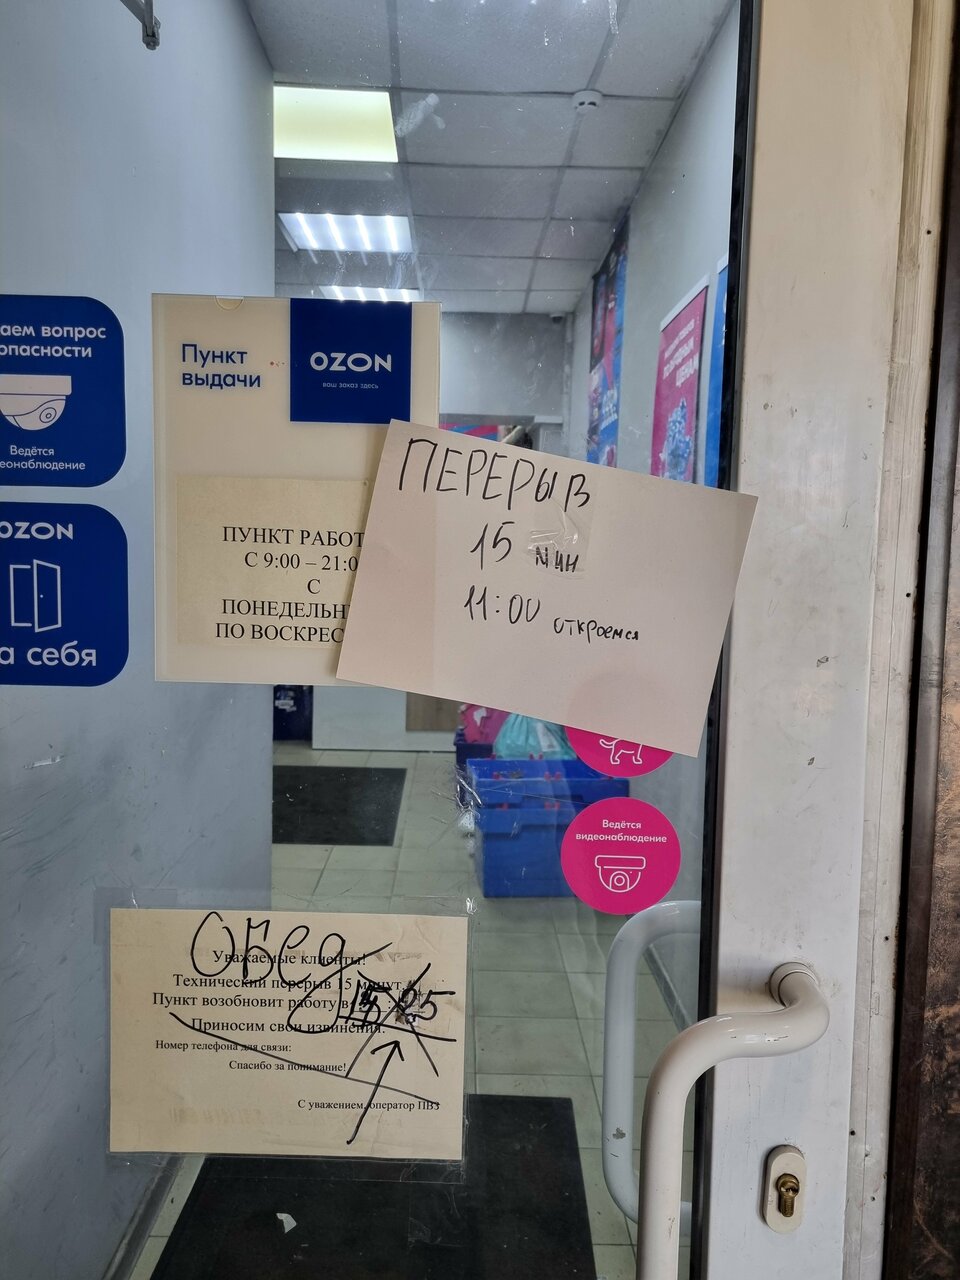 аем вопрос
опасности
Ведётся
еонаблюдение
OZON
а себя
Пункт
выдачи
OZON
ваш заказ здесь
ПУНКТ РАБОТ
С 9:00 – 21:0
С
ПОНЕДЕЛЬН
ПО ВОСКРЕС
ПЕРЕРЫВ
15 мин
11:00 откроемся
ЦЕНАМ
Ведётся
видеонаблюдение
ОБЕД
Уважаемые клиенты!
Технический перерыв 15 минут.
Пункт возобновит работу в
Приносим свои извинения.
Номер телефона для связи:
Спасибо за понимание!
С уважением, оператор ПВЗ